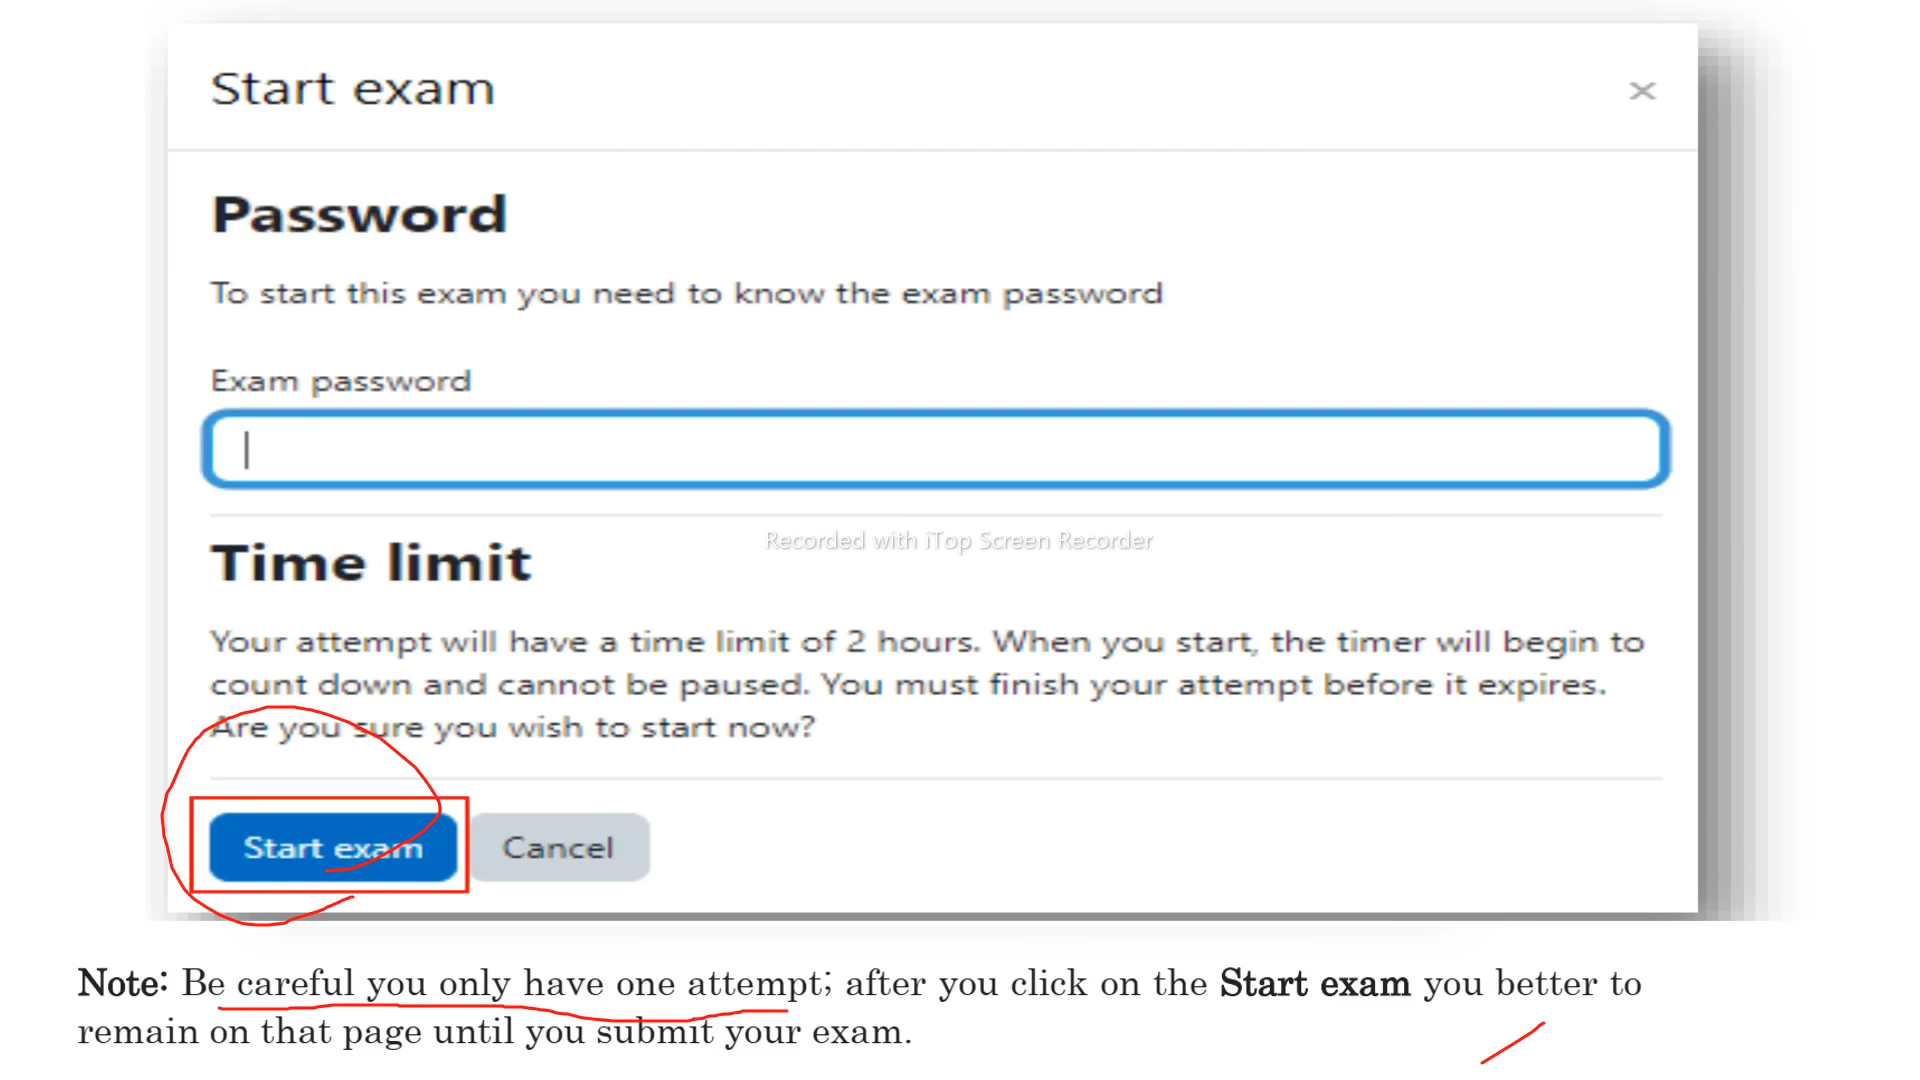 Start exam
×
Password
To start this exam you need to know the exam password
Exam password
Recorded with iTop Screen Recorder
Time limit
Your attempt will have a time limit of 2 hours. When you start, the timer will begin to
count down and cannot be paused. You must finish your attempt before it expires.
Are you sure you wish to start now?
Start exam Cancel
Note: Be careful you only have one attempt; after you click on the Start exam you better to
remain on that page until you submit your exam.